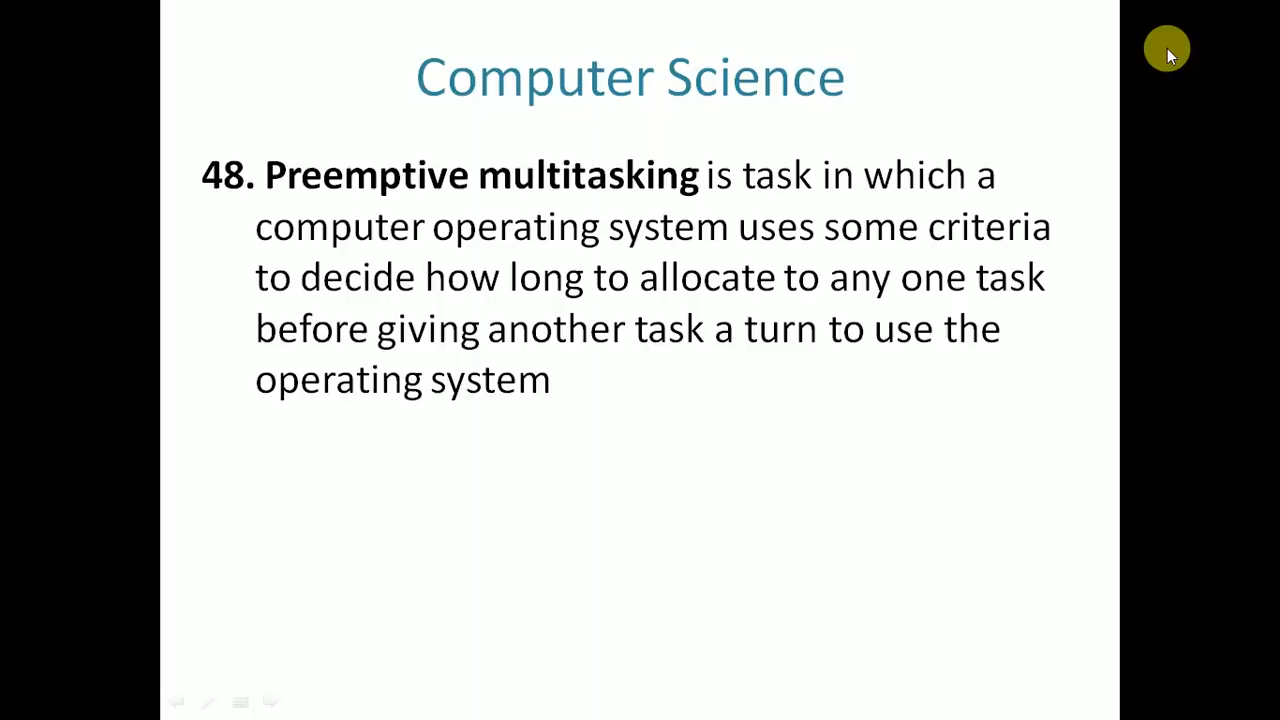 Computer Science
48. Preemptive multitasking is task in which a
computer operating system uses some criteria
to decide how long to allocate to any one task
before giving another task a turn to use the
operating system